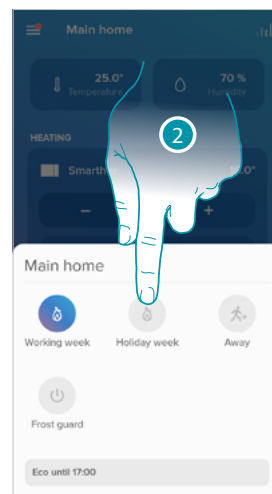 Main home
25.0°
Temperature
70 %
Humidity
HEATING
2
−
+
Main home
Working week
Holiday week
Away
Frost guard
Eco until 17:00